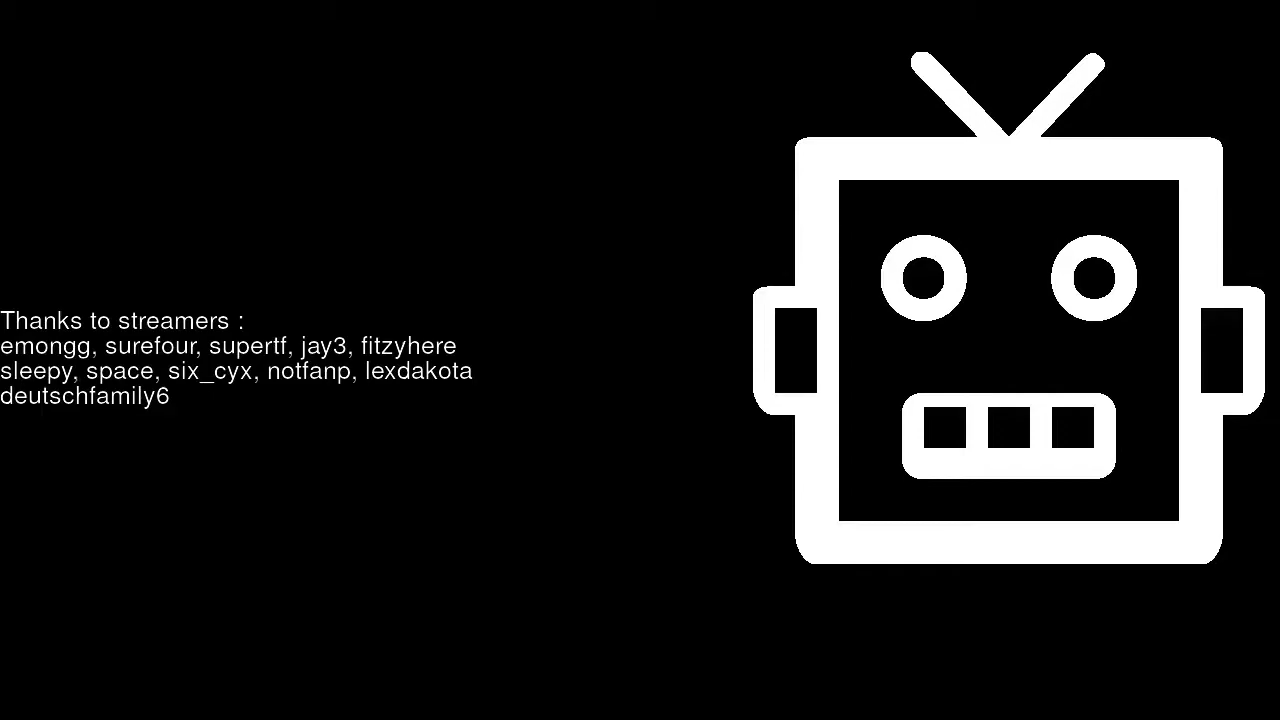 Thanks to streamers :
emongg, surefour, supertf, jay3, fitzyhere
sleepy, space, six_cyx, notfanp, lexdakota
deutschfamily6